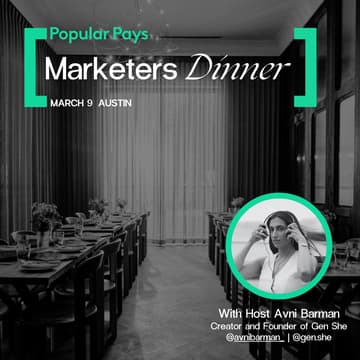 Popular Pays
Marketers Dinner
MARCH 9 AUSTIN
With Host Avni Barman
Creator and Founder of Gen She
@avnibarman_ | @gen.she